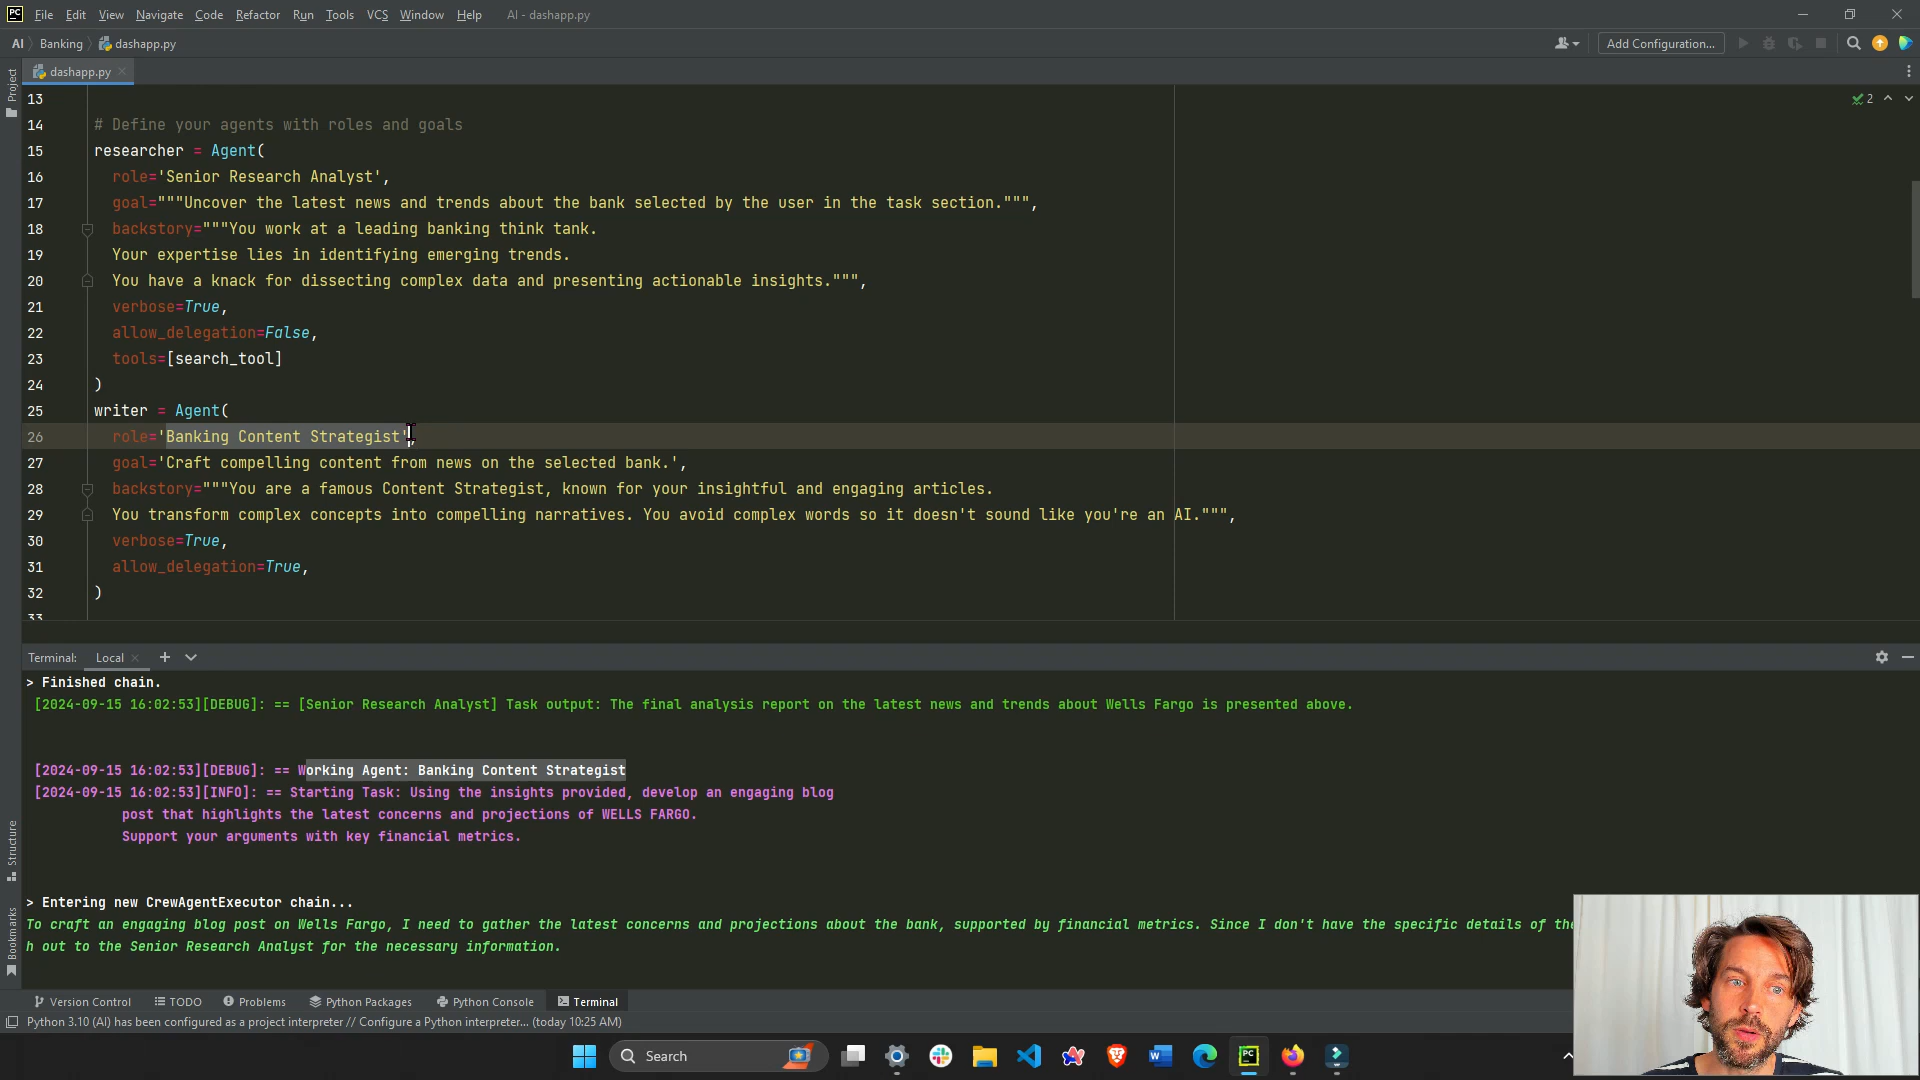 PC File Edit View Navigate Code Refactor Run Tools VCS Window Help AI - dashapp.py
AI Banking dashapp.py Add Configuration...
dashapp.py
Project
2
13
14 # Define your agents with roles and goals
15 researcher = Agent(
16 role='Senior Research Analyst',
17 goal="""Uncover the latest news and trends about the bank selected by the user in the task section.""",
18 backstory="""You work at a leading banking think tank.
19 Your expertise lies in identifying emerging trends.
20 You have a knack for dissecting complex data and presenting actionable insights.""",
21 verbose=True,
22 allow_delegation=False,
23 tools=[search_tool]
24 )
25 writer = Agent(
26 role='Banking Content Strategist',
27 goal='Craft compelling content from news on the selected bank.',
28 backstory="""You are a famous Content Strategist, known for your insightful and engaging articles.
29 You transform complex concepts into compelling narratives. You avoid complex words so it doesn't sound like you're an AI.""",
30 verbose=True,
31 allow_delegation=True,
32 )
33
Terminal: Local
> Finished chain.
[2024-09-15 16:02:53][DEBUG]: == [Senior Research Analyst] Task output: The final analysis report on the latest news and trends about Wells Fargo is presented above.
[2024-09-15 16:02:53][DEBUG]: == Working Agent: Banking Content Strategist
[2024-09-15 16:02:53][INFO]: == Starting Task: Using the insights provided, develop an engaging blog
post that highlights the latest concerns and projections of WELLS FARGO.
Support your arguments with key financial metrics.
> Entering new CrewAgentExecutor chain...
To craft an engaging blog post on Wells Fargo, I need to gather the latest concerns and projections about the bank, supported by financial metrics. Since I don't have the specific details of the
h out to the Senior Research Analyst for the necessary information.
Structure
Bookmarks
Version Control TODO Problems Python Packages Python Console Terminal
Python 3.10 (AI) has been configured as a project interpreter // Configure a Python interpreter... (today 10:25 AM)
Search
W
PC